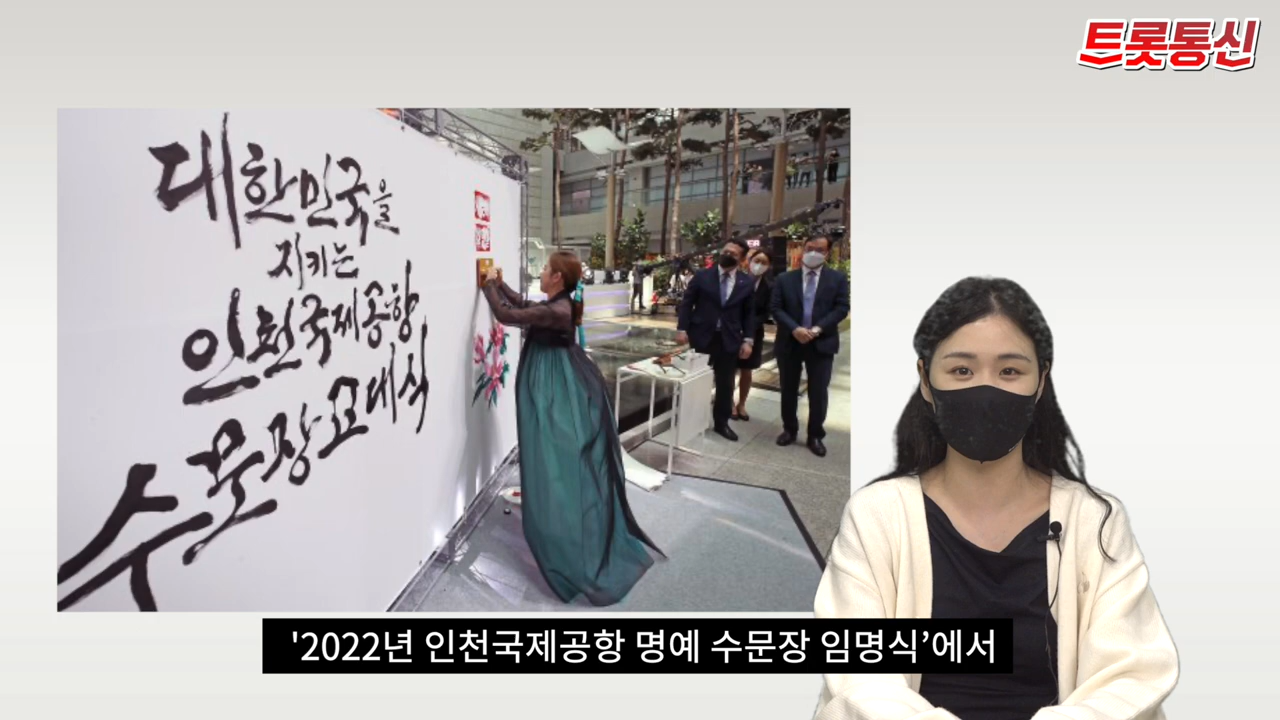 트롯통신
대한민국을
지키는
인천국제공항
수문장교대식
'2022년 인천국제공항 명예 수문장 임명식’에서